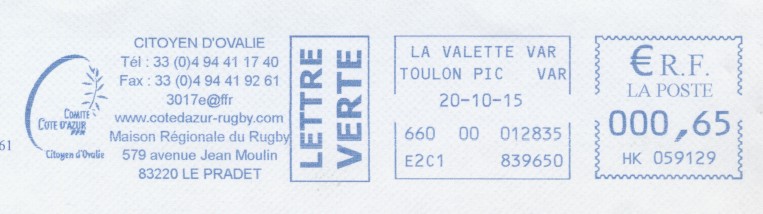 CITOYEN D'OVALIE
Tél : 33 (0)4 94 41 17 40
Fax : 33 (0)4 94 41 92 61
3017e@ffr
www.cotedazur-rugby.com
Maison Régionale du Rugby
579 avenue Jean Moulin
83220 LE PRADET
COMITE
COTE D'AZUR
FFR
Citoyen d'Ovalie
61
LETTRE
VERTE
LA VALETTE VAR
TOULON PIC VAR
20-10-15
660 00 012835
E2C1 839650
€ R.F.
LA POSTE
000,65
HK 059129